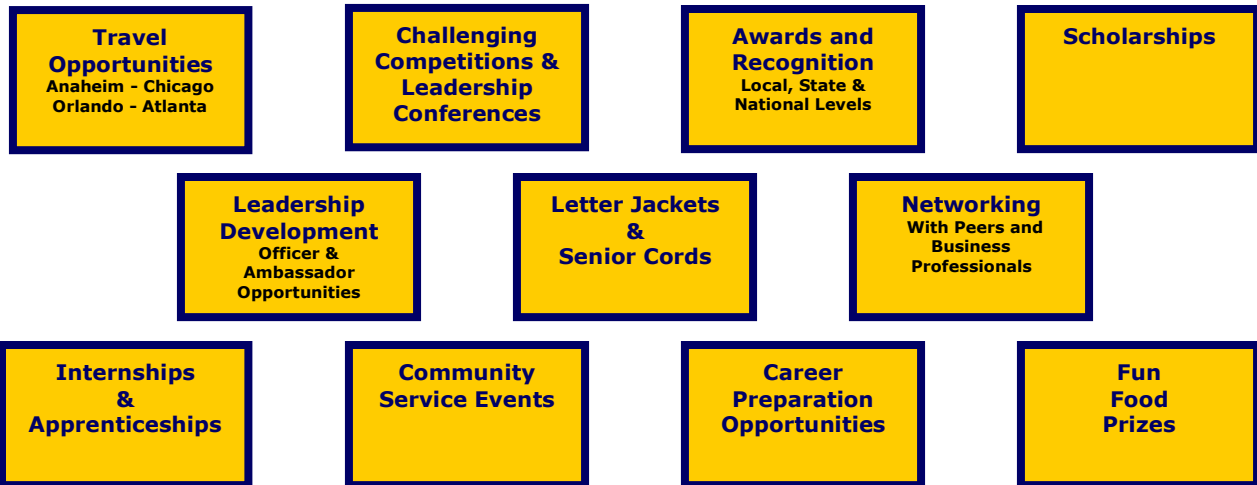 Travel
Opportunities
Anaheim - Chicago
Orlando - Atlanta
Challenging
Competitions &
Leadership
Conferences
Awards and
Recognition
Local, State &
National Levels
Scholarships
Leadership
Development
Officer &
Ambassador
Opportunities
Letter Jackets
&
Senior Cords
Networking
With Peers and
Business
Professionals
Internships
&
Apprenticeships
Community
Service Events
Career
Preparation
Opportunities
Fun
Food
Prizes